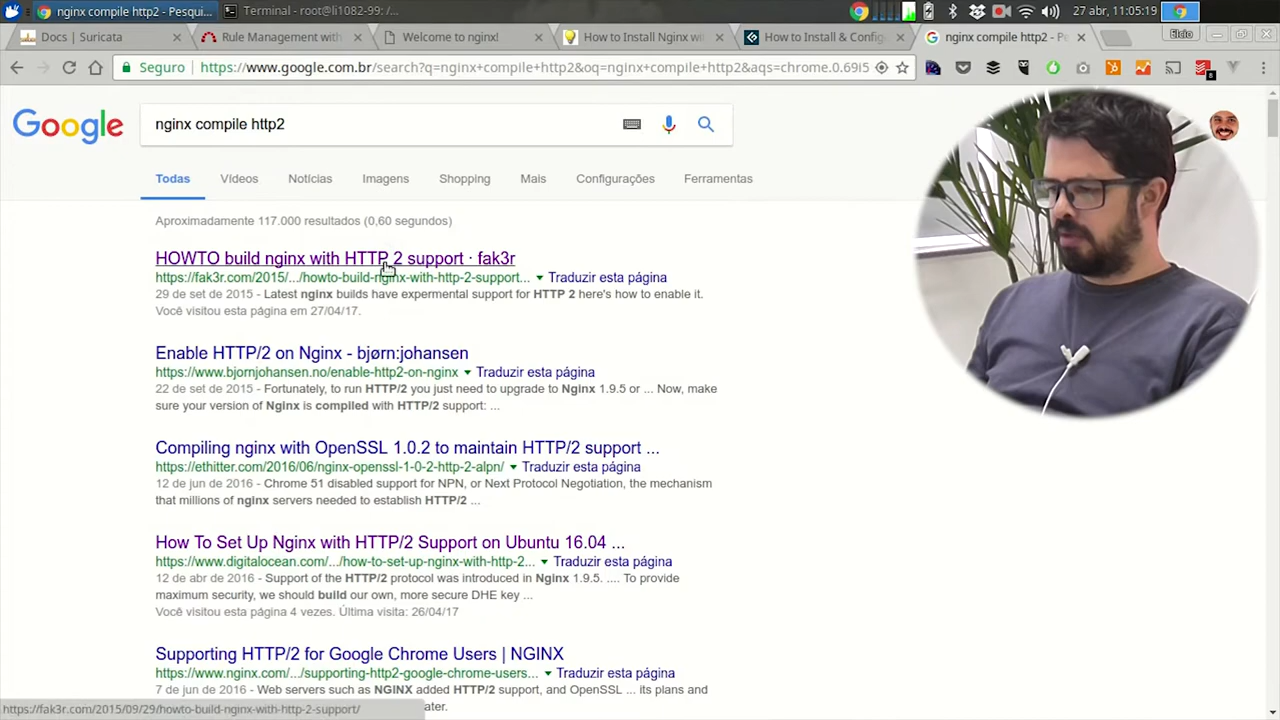 nginx compile http2 - Pesqui...
Terminal - root@li1082-99: /...
27 abr, 11:05:19
Docs | Suricata
Rule Management with
Welcome to nginx!
How to Install Nginx wi
How to Install & Config
nginx compile http2 - P
Elcio
Seguro
https://www.google.com.br/search?q=nginx+compile+http2&oq=nginx+compile+http2&aqs=chrome.0.69i5
8
Google
nginx compile http2
Todas
Vídeos
Notícias
Imagens
Shopping
Mais
Configurações
Ferramentas
Aproximadamente 117.000 resultados (0,60 segundos)
HOWTO build nginx with HTTP 2 support · fak3r
https://fak3r.com/2015/.../howto-build-nginx-with-http-2-support... Traduzir esta página
29 de set de 2015 - Latest nginx builds have expermental support for HTTP 2 here's how to enable it.
Você visitou esta página em 27/04/17.
Enable HTTP/2 on Nginx - bjørn:johansen
https://www.bjornjohansen.no/enable-http2-on-nginx Traduzir esta página
22 de set de 2015 - Fortunately, to run HTTP/2 you just need to upgrade to Nginx 1.9.5 or ... Now, make
sure your version of Nginx is compiled with HTTP/2 support: ...
Compiling nginx with OpenSSL 1.0.2 to maintain HTTP/2 support ...
https://ethitter.com/2016/06/nginx-openssl-1-0-2-http-2-alpn/ Traduzir esta página
12 de jun de 2016 - Chrome 51 disabled support for NPN, or Next Protocol Negotiation, the mechanism
that millions of nginx servers needed to establish HTTP/2 ...
How To Set Up Nginx with HTTP/2 Support on Ubuntu 16.04 ...
https://www.digitalocean.com/.../how-to-set-up-nginx-with-http-2... Traduzir esta página
12 de abr de 2016 - Support of the HTTP/2 protocol was introduced in Nginx 1.9.5. .... To provide
maximum security, we should build our own, more secure DHE key ...
Você visitou esta página 4 vezes. Última visita: 26/04/17
Supporting HTTP/2 for Google Chrome Users | NGINX
https://www.nginx.com/.../supporting-http2-google-chrome-users... Traduzir esta página
7 de jun de 2016 - Web servers such as NGINX added HTTP/2 support, and OpenSSL ... its plans and
ater.
https://fak3r.com/2015/09/29/howto-build-nginx-with-http-2-support/